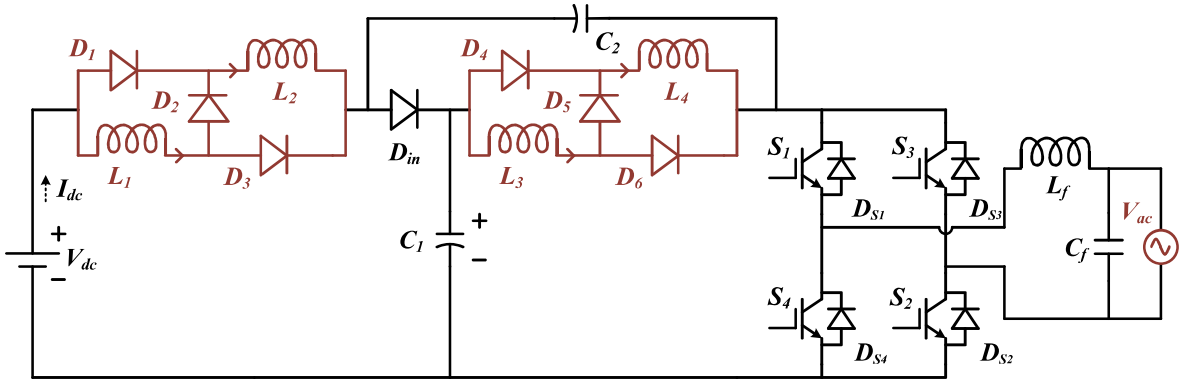 C2
D1
D4
L2
L4
D2
D5
S1
S3
Din
L1
D3
L3
D6
Lf
Idc
DS1
DS3
Vac
+
+
C1
Vdc
-
-
Cf
S4
S2
DS4
DS2